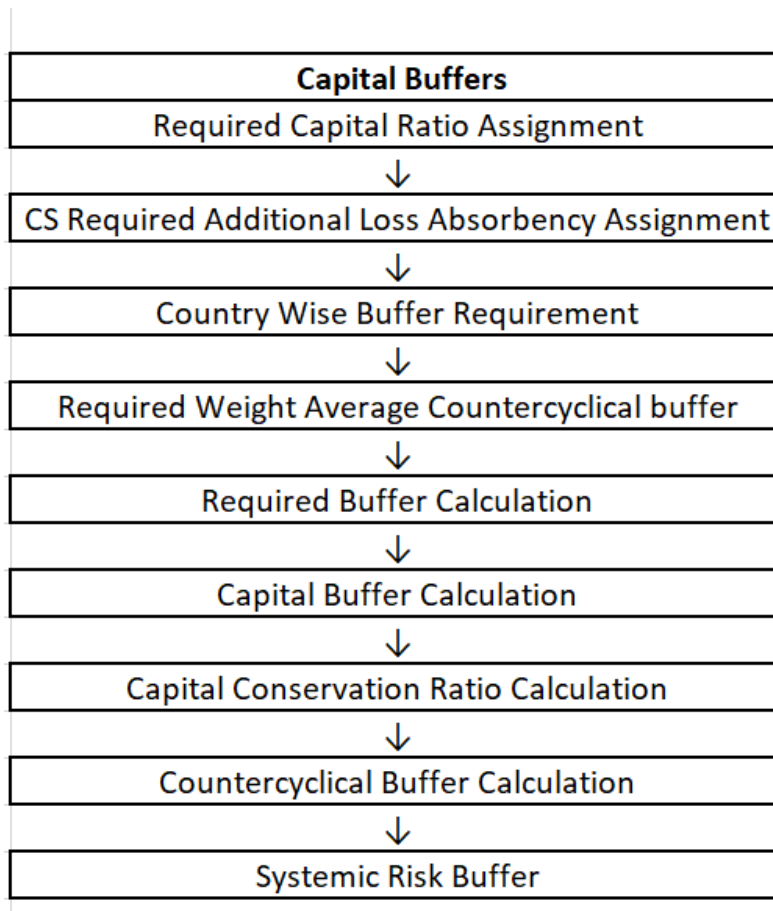 Capital Buffers
Required Capital Ratio Assignment
↓
CS Required Additional Loss Absorbency Assignment
↓
Country Wise Buffer Requirement
↓
Required Weight Average Countercyclical buffer
↓
Required Buffer Calculation
↓
Capital Buffer Calculation
↓
Capital Conservation Ratio Calculation
↓
Countercyclical Buffer Calculation
↓
Systemic Risk Buffer